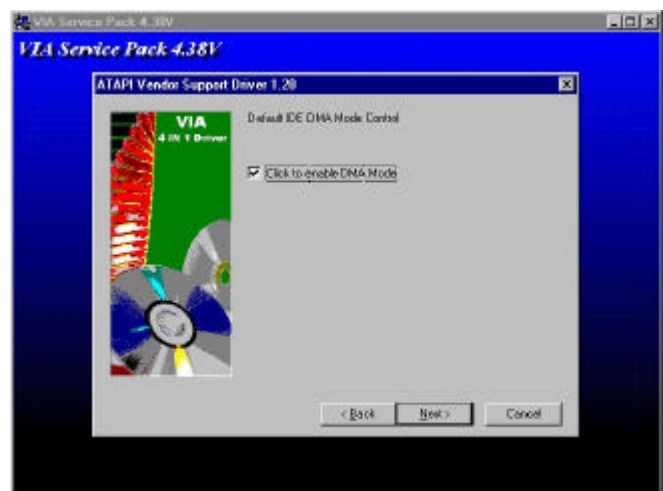 VIA Service Pack 4.38V
VIA Service Pack 4.38V
ATAPI Vendor Support Driver 1.20
VIA
4 IN 1 Driver
Default IDE DMA Mode Control
Click to enable DMA Mode
< Back
Next >
Cancel